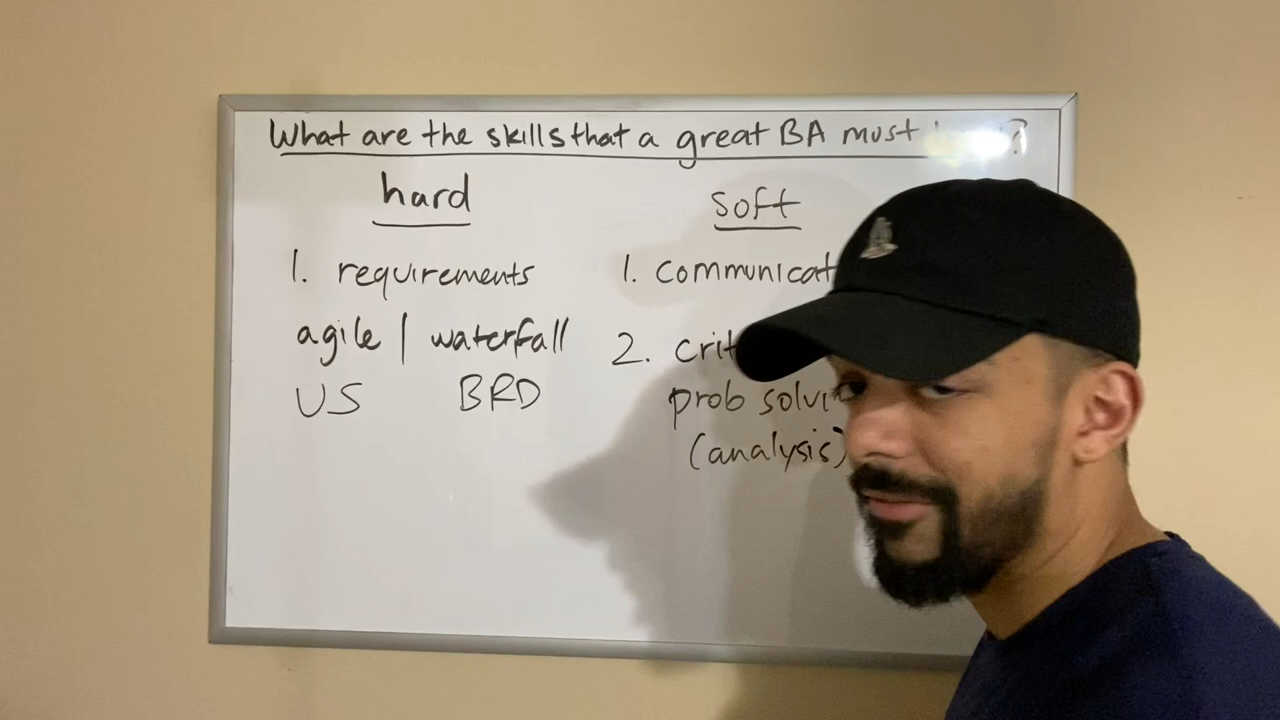 What are the skills that a great BA must ?
hard
soft
1. requirements
1. communicat
agile | waterfall
2. crit
US BRD
prob solvi
(analysis)